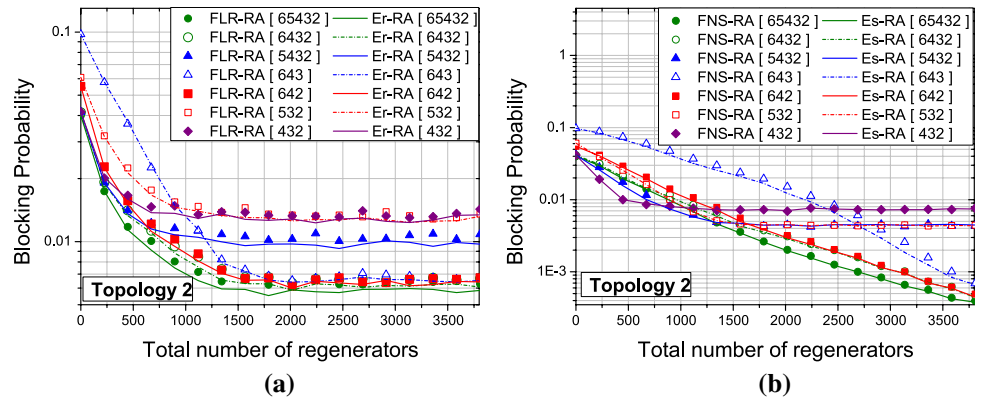 FLR-RA [ 65432 ] Er-RA [ 65432 ]
FLR-RA [ 6432 ] Er-RA [ 6432 ]
FLR-RA [ 5432 ] Er-RA [ 5432 ]
FLR-RA [ 643 ] Er-RA [ 643 ]
FLR-RA [ 642 ] Er-RA [ 642 ]
FLR-RA [ 532 ] Er-RA [ 532 ]
FLR-RA [ 432 ] Er-RA [ 432 ]
0.1
0.01
Blocking Probability
Topology 2
0 500 1000 1500 2000 2500 3000 3500
Total number of regenerators
(a)
FNS-RA [ 65432 ] Es-RA [ 65432 ]
FNS-RA [ 6432 ] Es-RA [ 6432 ]
FNS-RA [ 5432 ] Es-RA [ 5432 ]
FNS-RA [ 643 ] Es-RA [ 643 ]
FNS-RA [ 642 ] Es-RA [ 642 ]
FNS-RA [ 532 ] Es-RA [ 532 ]
FNS-RA [ 432 ] Es-RA [ 432 ]
1
0.1
0.01
1E-3
Blocking Probability
Topology 2
0 500 1000 1500 2000 2500 3000 3500
Total number of regenerators
(b)